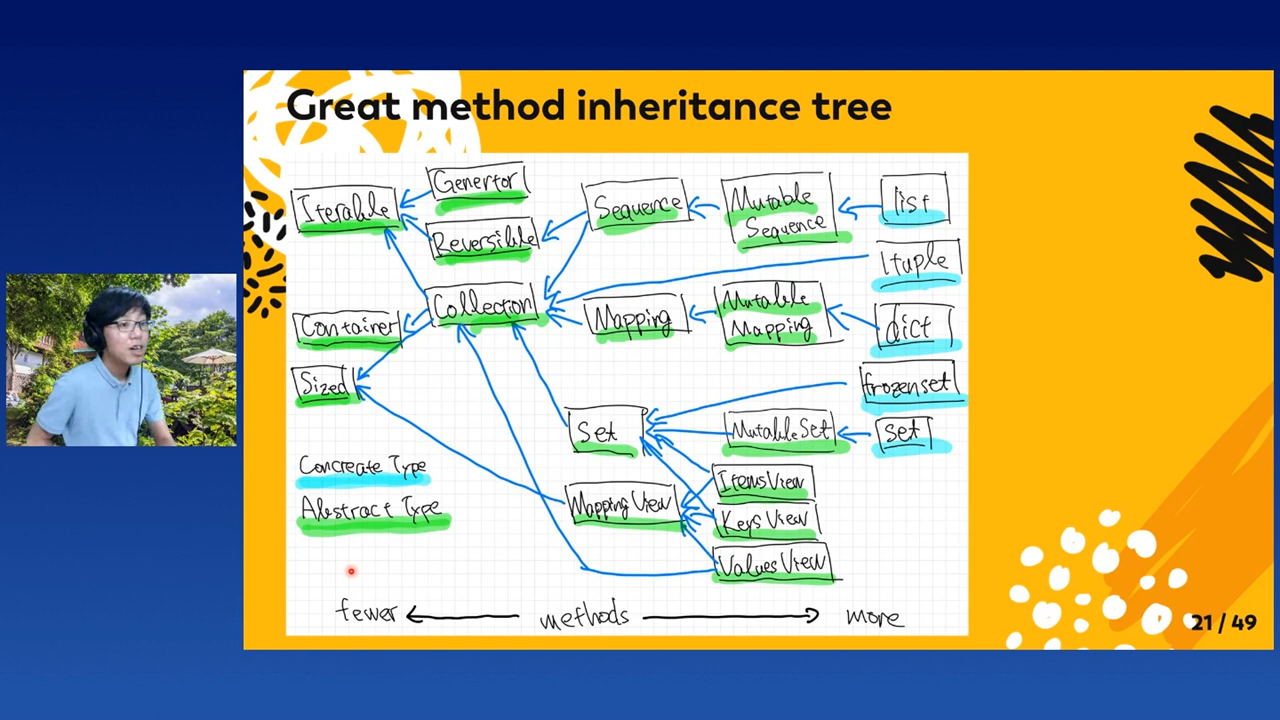 Great method inheritance tree
Iterable
Genertor
Reversible
Sequence
Mutable
Sequence
list
tuple
Container
Collection
Mapping
Mutable
Mapping
dict
Sized
frozenset
Set
MutableSet
set
Concreate Type
Abstract Type
MappingView
ItemsView
KeysView
ValuesView
fewer
methods
more
21 / 49